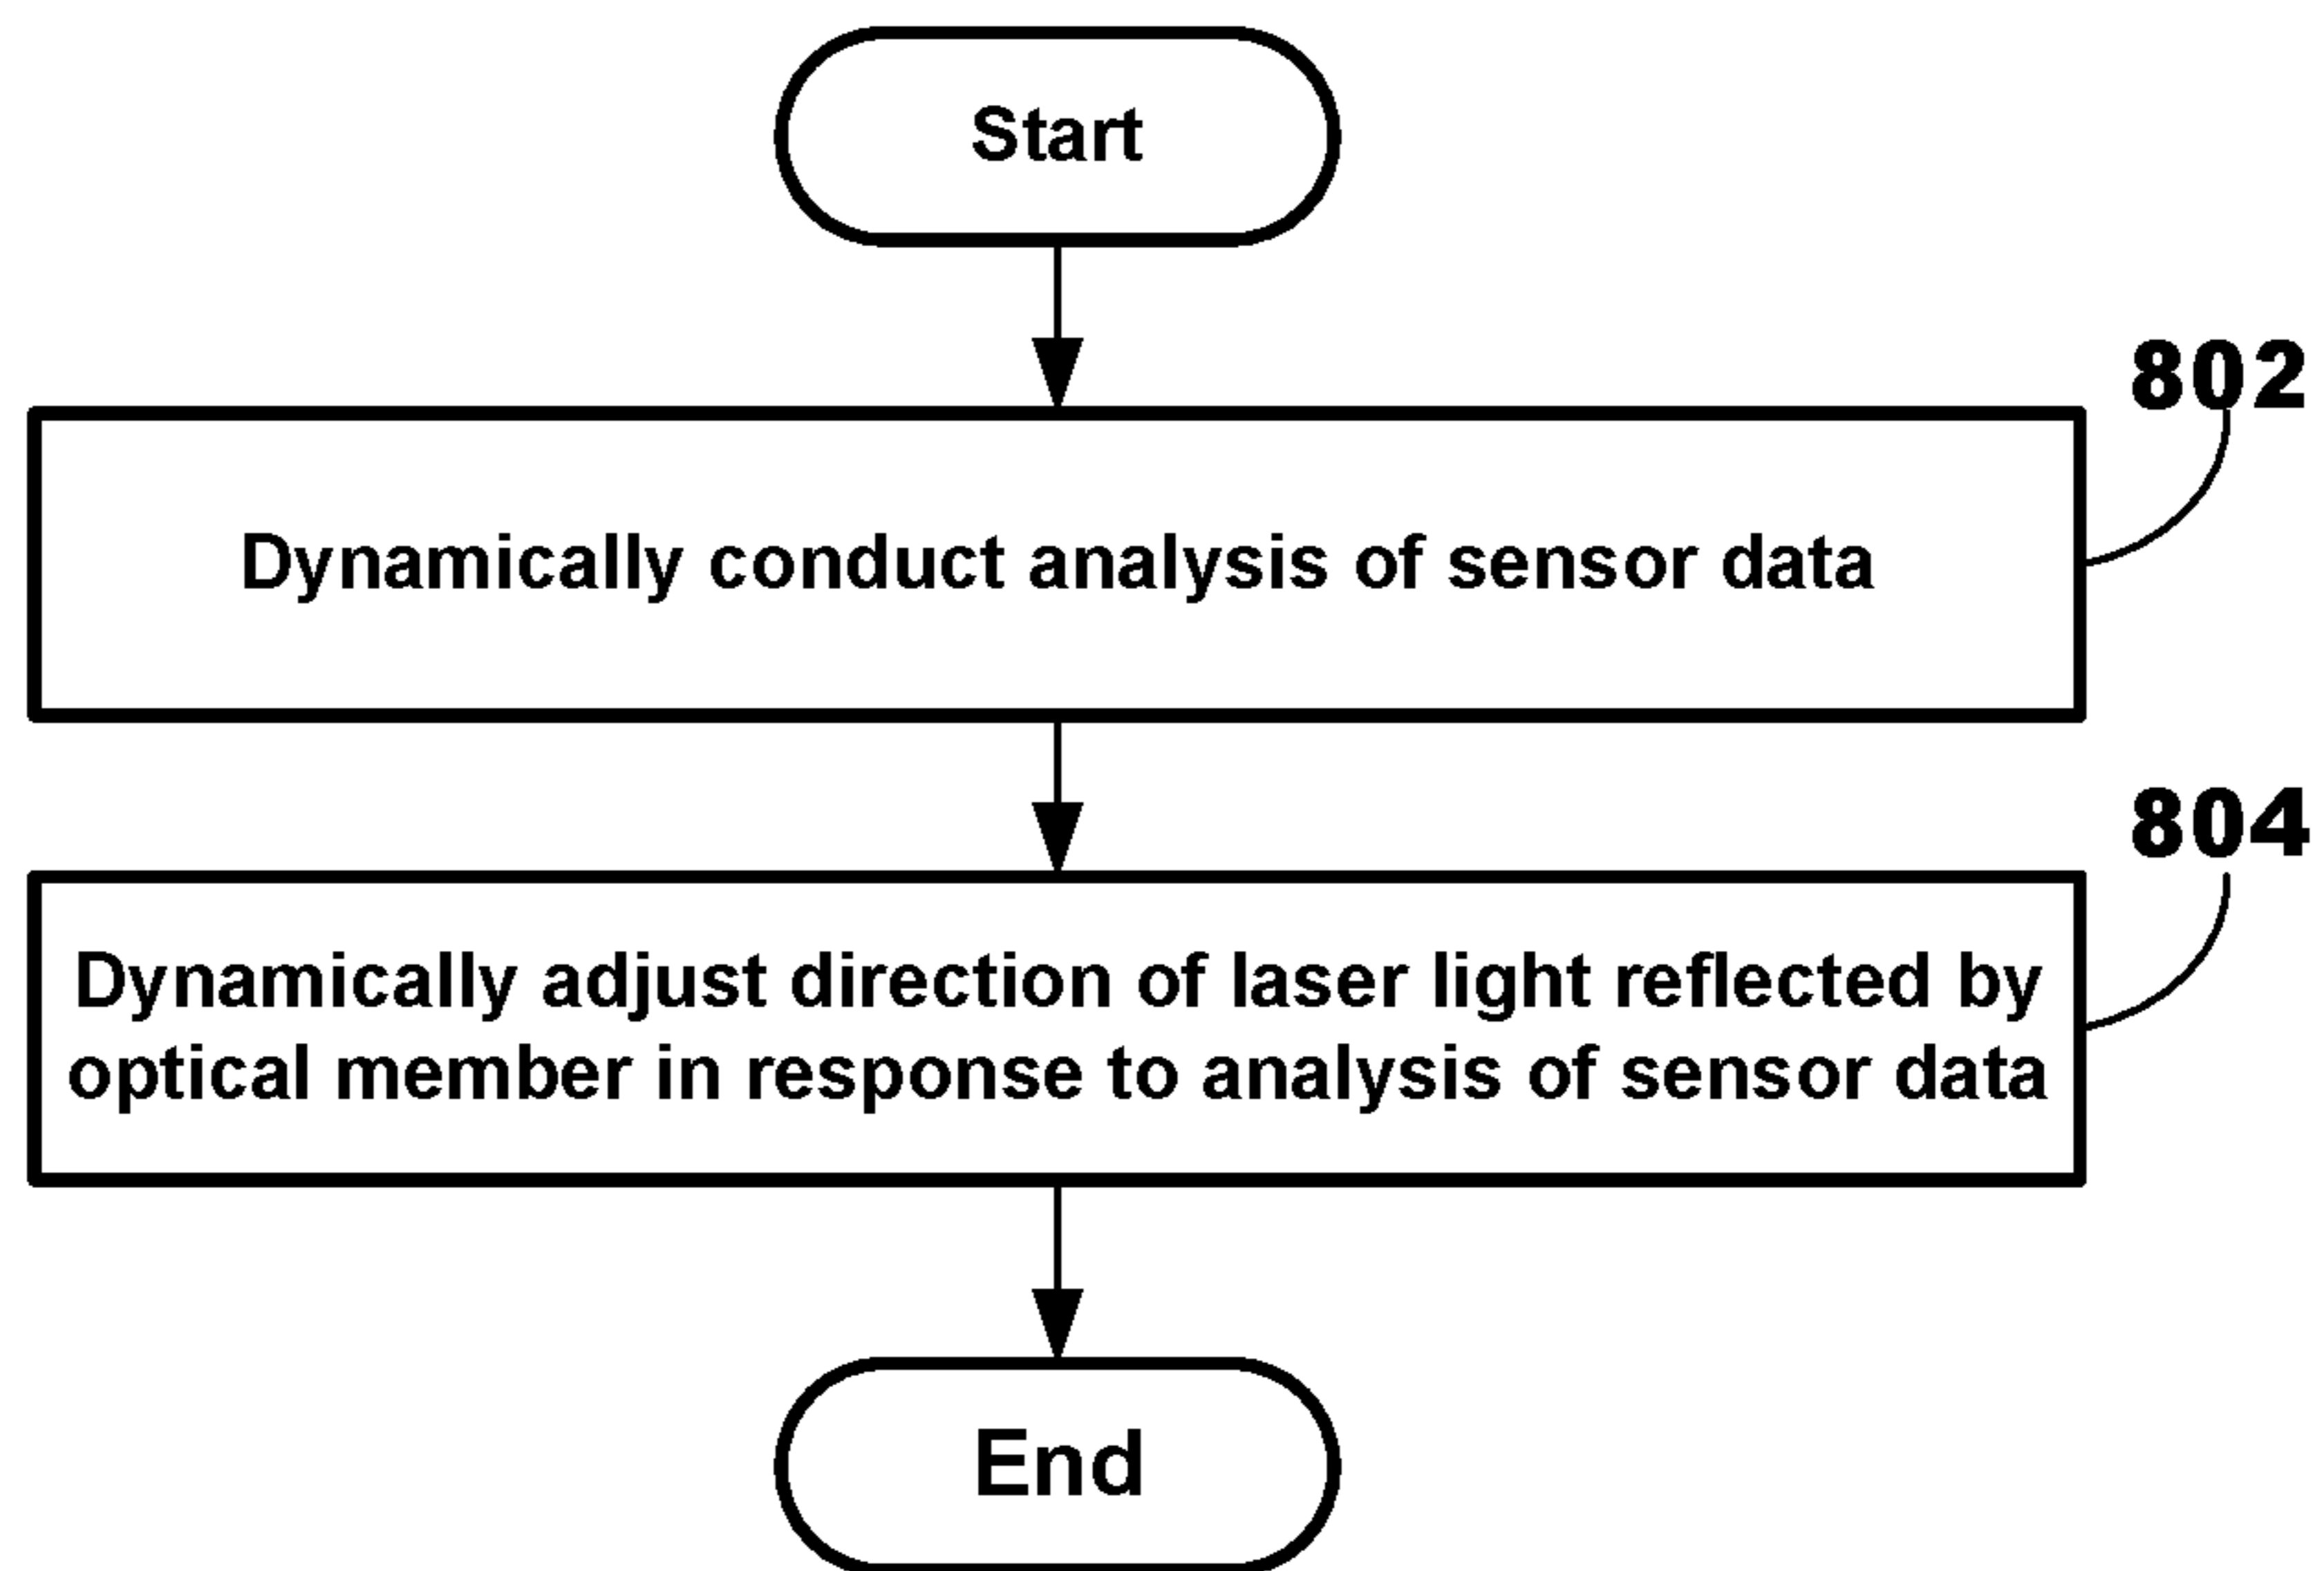 Start
802
Dynamically conduct analysis of sensor data
804
Dynamically adjust direction of laser light reflected by
optical member in response to analysis of sensor data
End